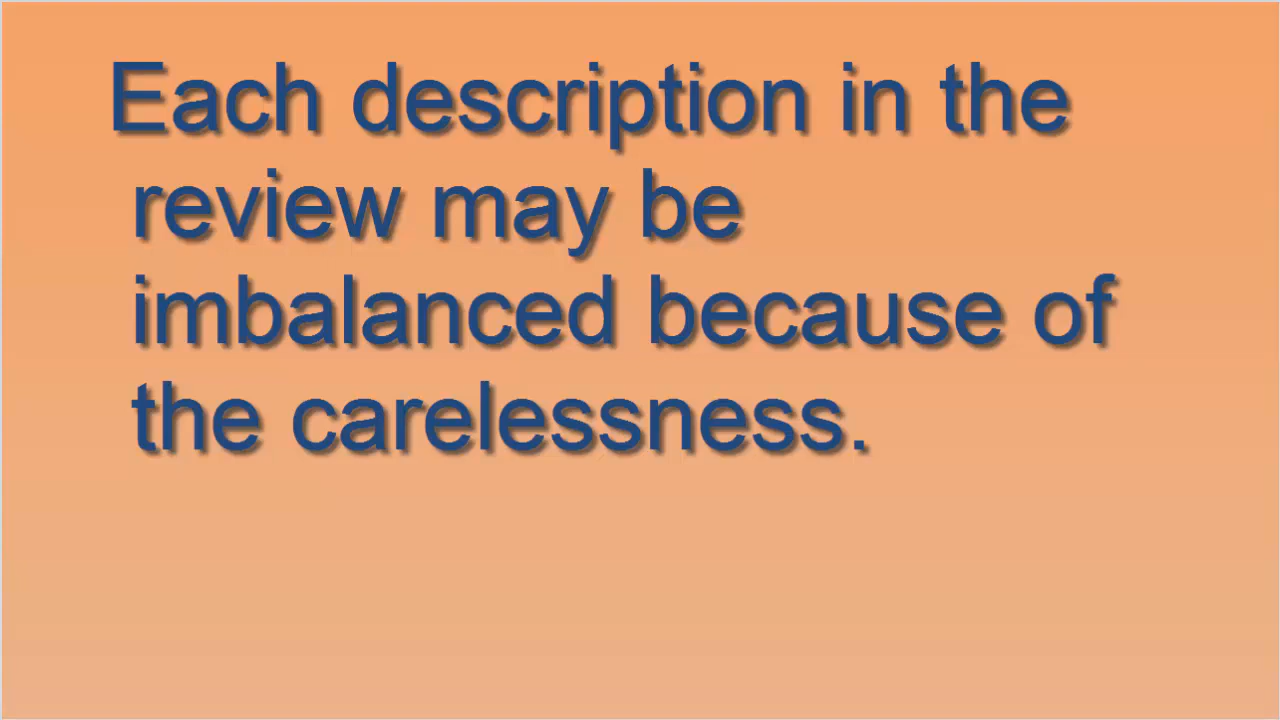 Each description in the
review may be
imbalanced because of
the carelessness.